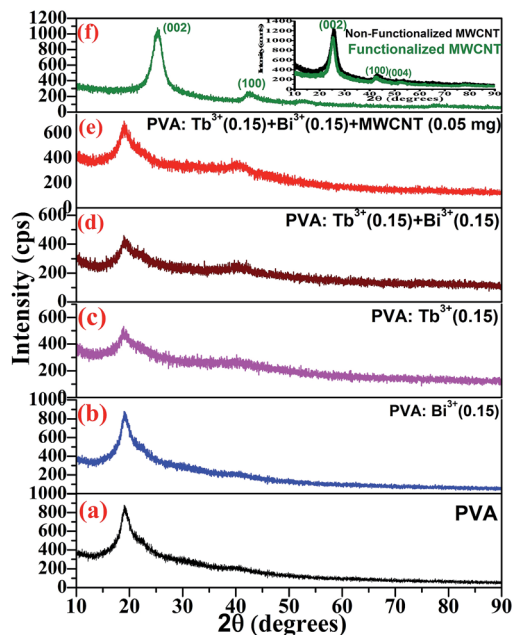 Intensity (cps)
(f)
1200
1000
800
600
400
200
0
(002)
(100)
Intensity(counts)
1400
1200
1000
800
600
400
200
0
(002)
Non-Functionalized MWCNT
Functionalized MWCNT
(100)
(004)
10 20 30 40 50 60 70 80 90
2θ (degrees)
(e)
PVA: Tb³⁺(0.15)+Bi³⁺(0.15)+MWCNT (0.05 mg)
600
400
200
0
(d)
PVA: Tb³⁺(0.15)+Bi³⁺(0.15)
600
400
200
0
(c)
PVA: Tb³⁺(0.15)
600
400
200
0
(b)
PVA: Bi³⁺(0.15)
1000
800
600
400
200
(a)
PVA
1000
800
600
400
200
0
10 20 30 40 50 60 70 80 90
2θ (degrees)